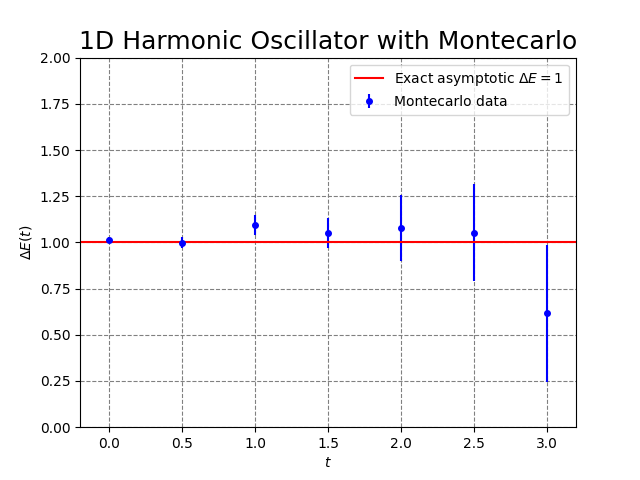 1D Harmonic Oscillator with Montecarlo
2.00
1.75
1.50
1.25
1.00
0.75
0.50
0.25
0.00
ΔE(t)
Exact asymptotic ΔE = 1
Montecarlo data
0.0 0.5 1.0 1.5 2.0 2.5 3.0
t